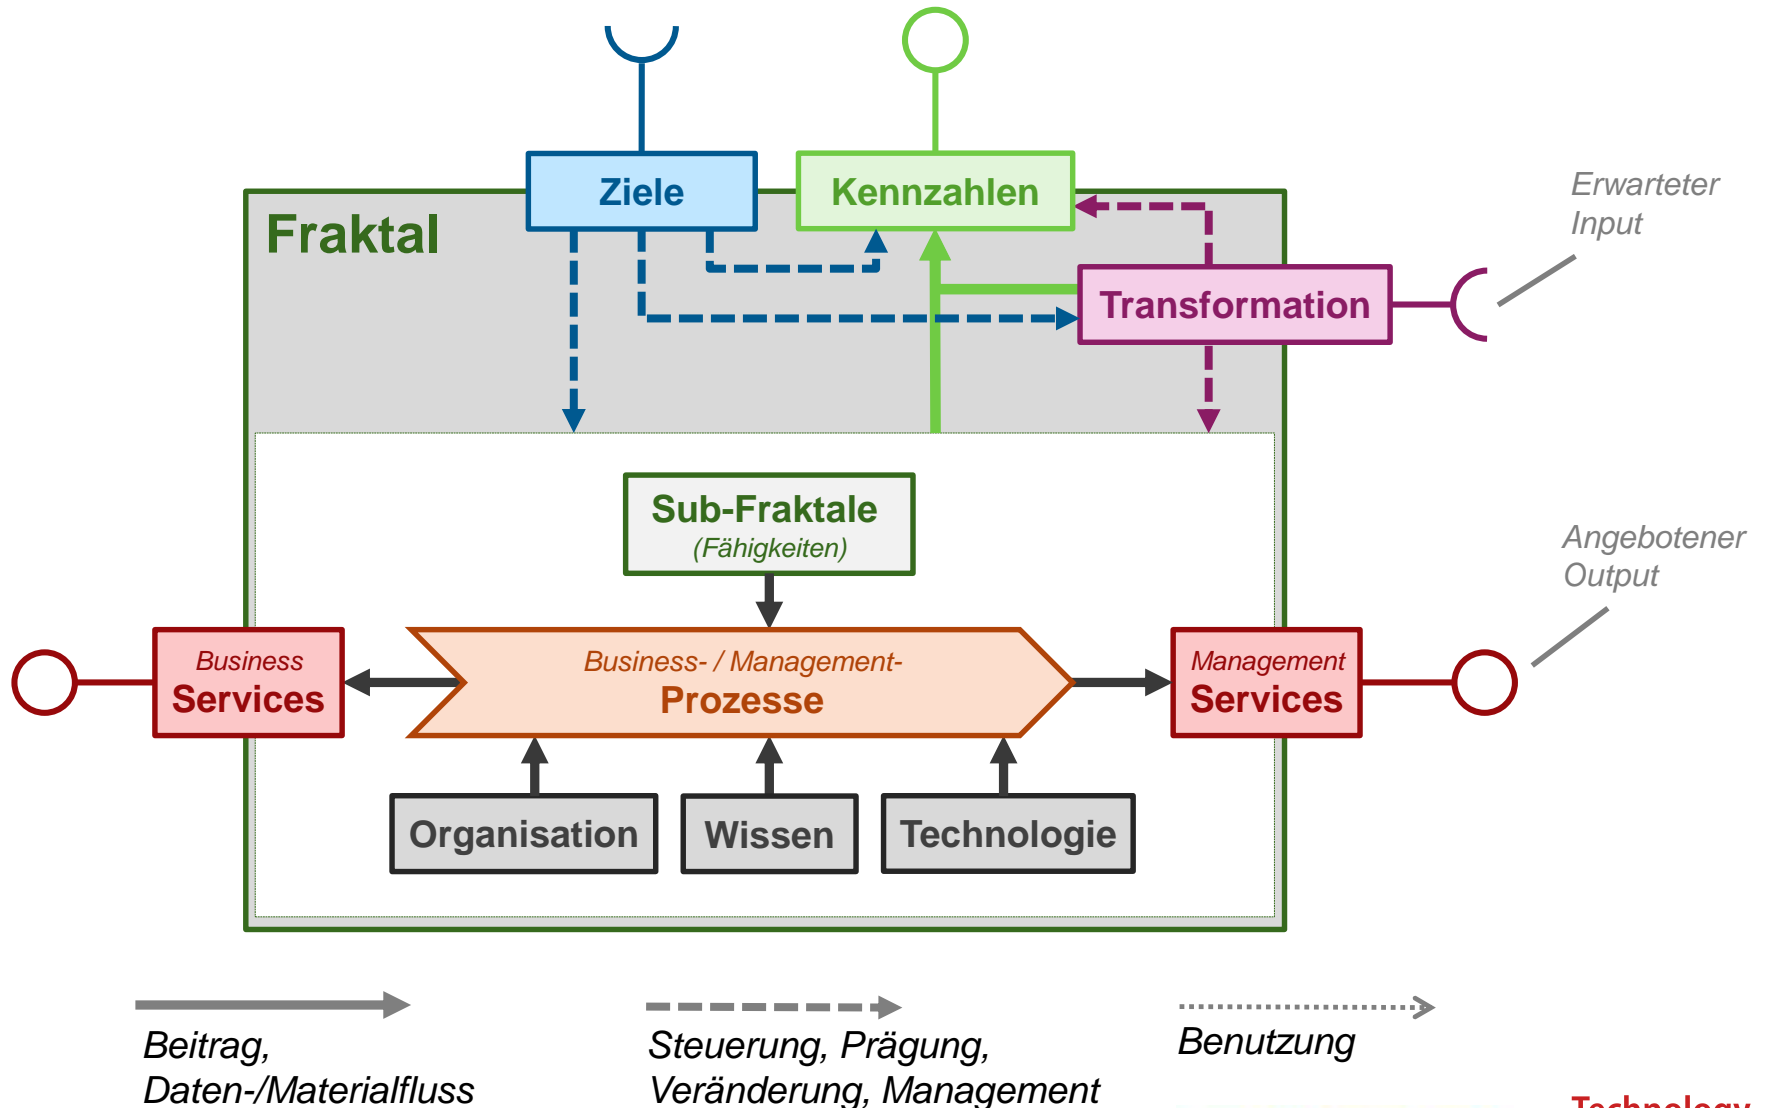 Ziele
Kennzahlen
Erwarteter
Input
Fraktal
Transformation
Sub-Fraktale
(Fähigkeiten)
Angebotener
Output
Business
Services
Business- / Management-
Prozesse
Management
Services
Organisation
Wissen
Technologie
Beitrag,
Daten-/Materialfluss
Steuerung, Prägung,
Veränderung, Management
Benutzung
Technology